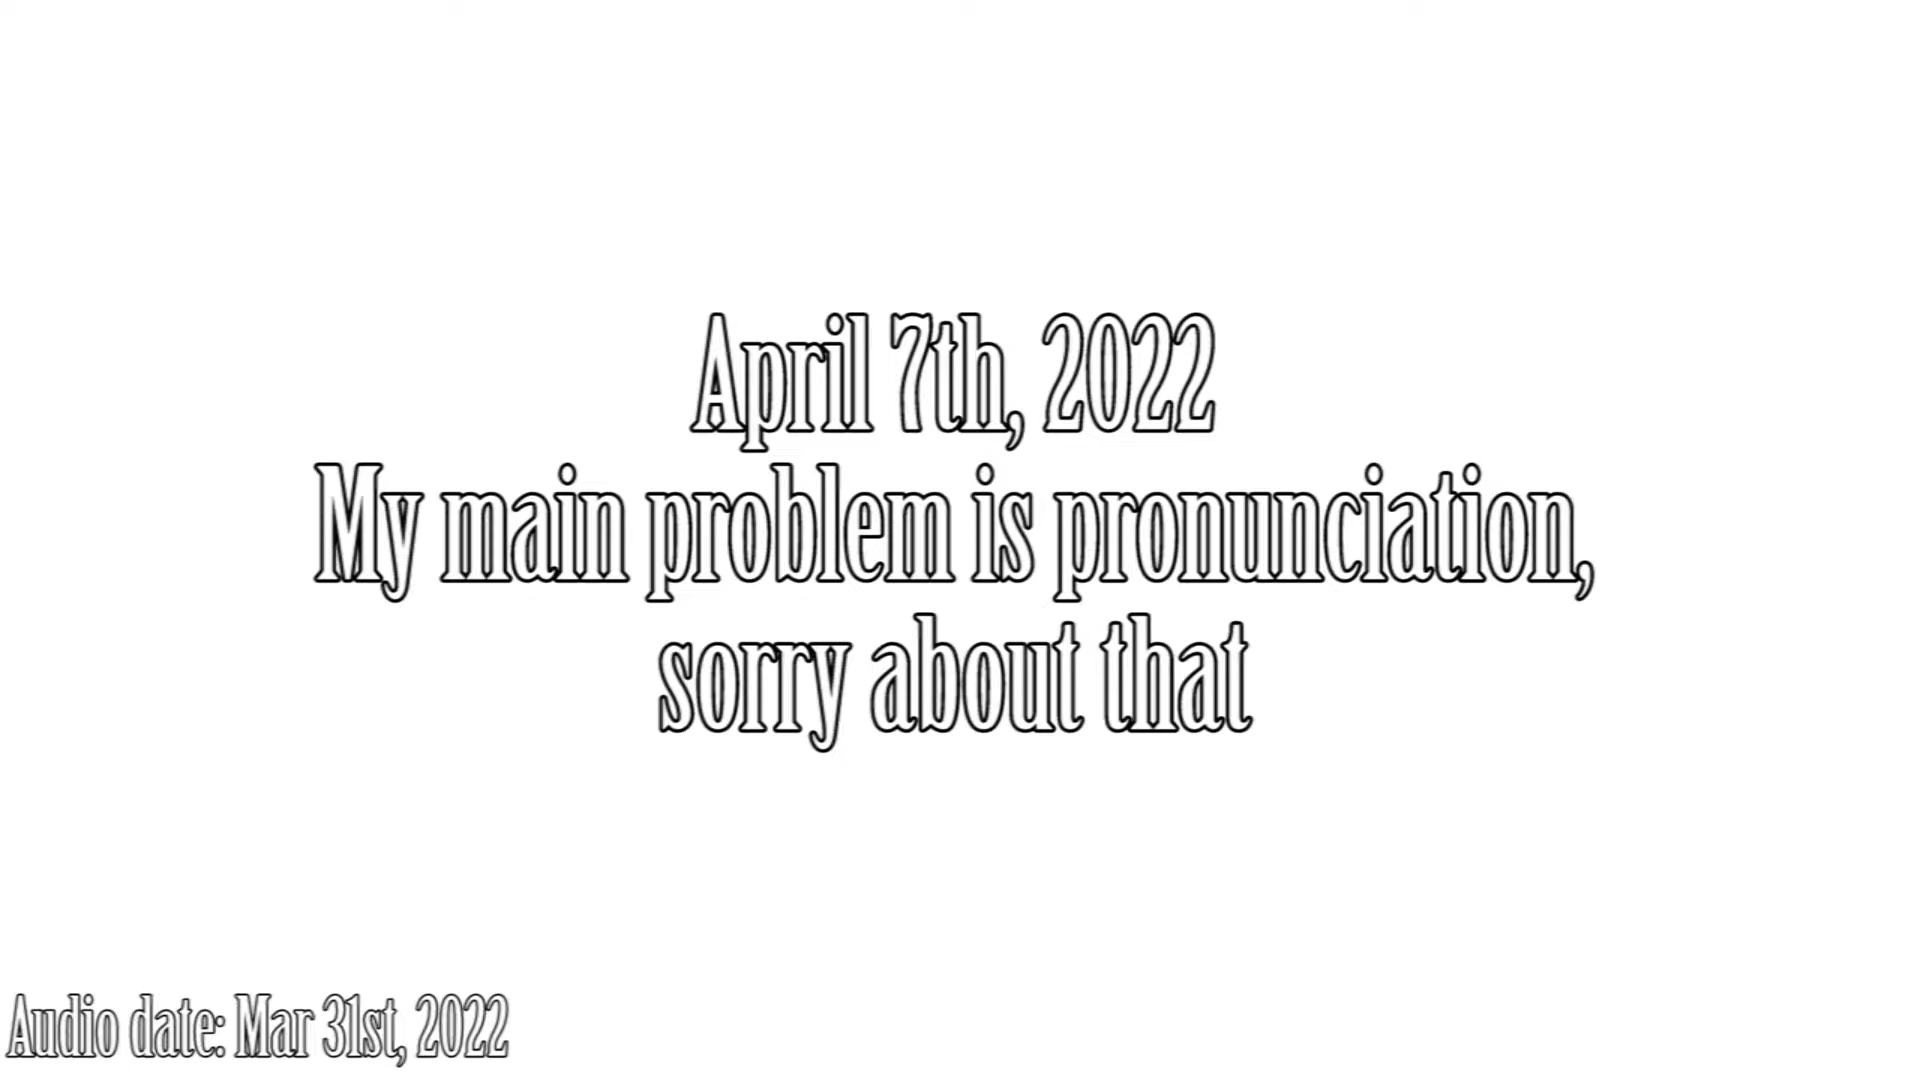 April 7th, 2022
My main problem is pronunciation,
sorry about that
Audio date: Mar 31st, 2022